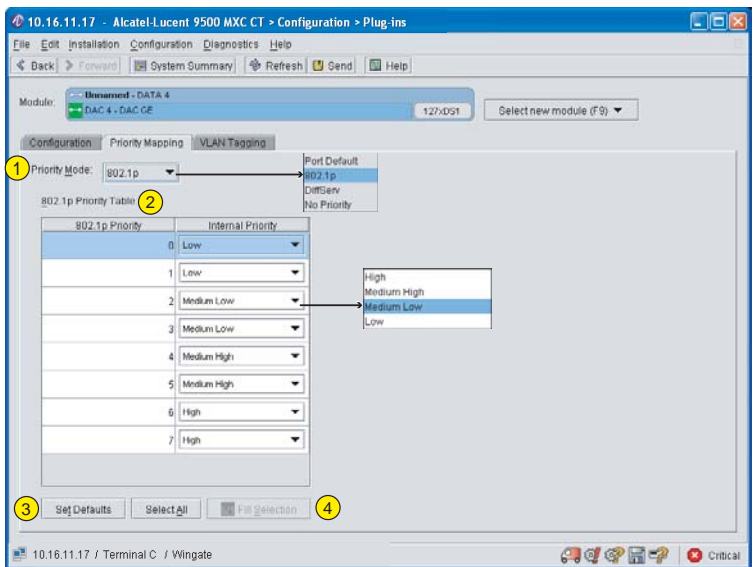 10.16.11.17 - Alcatel-Lucent 9500 MXC CT > Configuration > Plug-ins
File Edit Installation Configuration Diagnostics Help
Back Forward System Summary Refresh Send Help
Module:
Unnamed - DATA 4
DAC 4 - DAC GE
127xDS1
Select new module (F9)
Configuration Priority Mapping VLAN Tagging
1 Priority Mode: 802.1p
Port Default
802.1p
DiffServ
No Priority
802.1p Priority Table 2
802.1p Priority Internal Priority
0 Low
1 Low
2 Medium Low
3 Medium Low
4 Medium High
5 Medium High
6 High
7 High
High
Medium High
Medium Low
Low
3 Set Defaults Select All Fill Selection 4
10.16.11.17 / Terminal C / Wingate
Critical